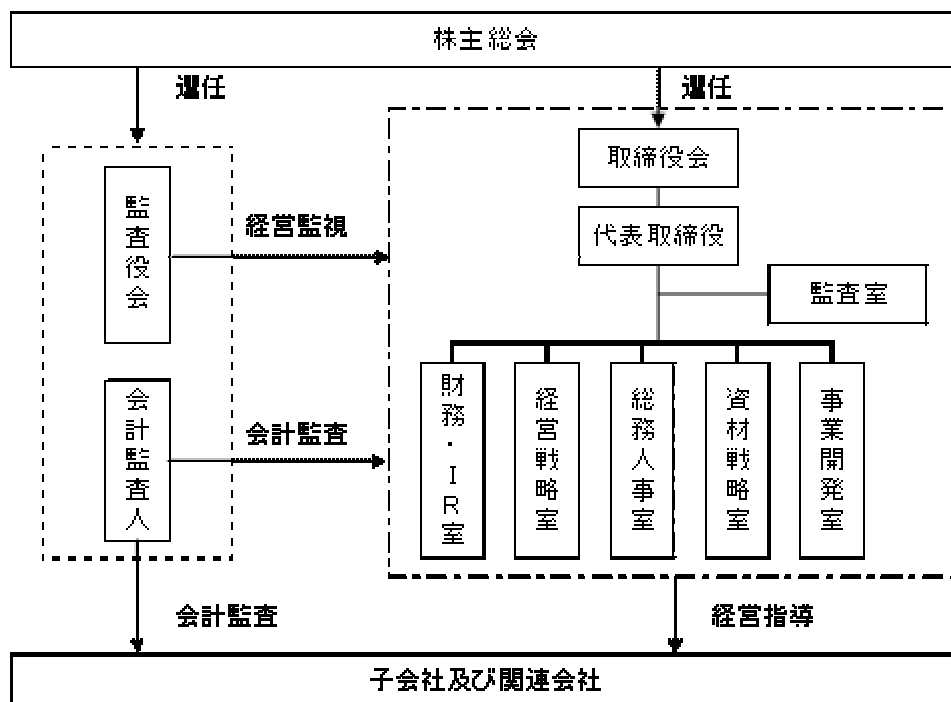 株主総会
選任
選任
取締役会
監査役会
経営監視
代表取締役
監査室
会計監査人
会計監査
財務・IR室
経営戦略室
総務人事室
資材戦略室
事業開発室
会計監査
経営指導
子会社及び関連会社